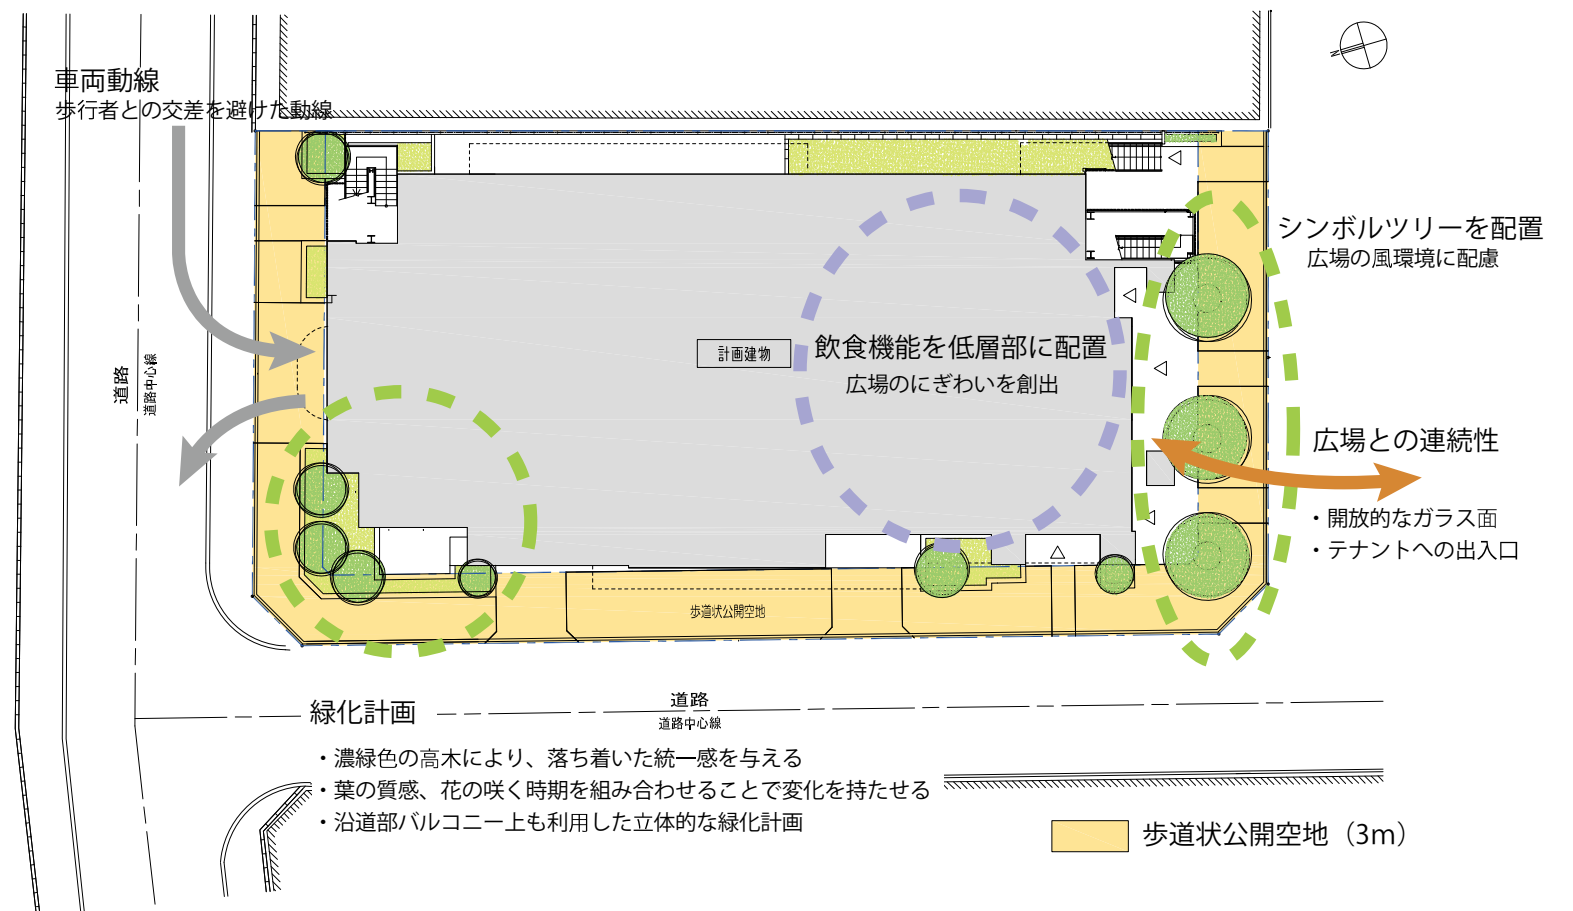 車両動線
歩行者との交差を避けた動線
N
シンボルツリーを配置
広場の風環境に配慮
計画建物
飲食機能を低層部に配置
広場のにぎわいを創出
道路
道路中心線
広場との連続性
・開放的なガラス面
・テナントへの出入口
歩道状公開空地
道路
道路中心線
緑化計画
・濃緑色の高木により、落ち着いた統一感を与える
・葉の質感、花の咲く時期を組み合わせることで変化を持たせる
・沿道部バルコニー上も利用した立体的な緑化計画
歩道状公開空地（3m）